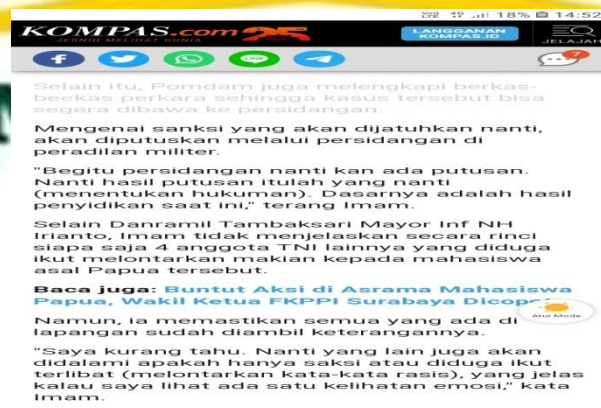 18% 14:52
KOMPAS.com
JERNIH MELIHAT DUNIA
LANGGANAN
KOMPAS.ID
JELAJAH
LINE
7
Selain itu, Pomdam juga melengkapi berkas-
beekas perkara sehingga kasus tersebut bisa
segera dibawa ke persidangan.
Mengenai sanksi yang akan dijatuhkan nanti,
akan diputuskan melalui persidangan di
peradilan militer.
"Begitu persidangan nanti kan ada putusan.
Nanti hasil putusan itulah yang nanti
(menentukan hukuman). Dasarnya adalah hasil
penyidikan saat ini," terang Imam.
Selain Danramil Tambaksari Mayor Inf NH
Irianto, Imam tidak menjelaskan secara rinci
siapa saja 4 anggota TNI lainnya yang diduga
ikut melontarkan makian kepada mahasiswa
asal Papua tersebut.
Baca juga: Buntut Aksi di Asrama Mahasiswa
Papua, Wakil Ketua FKPPI Surabaya
Atur Mode
Namun, ia memastikan semua yang ada di
lapangan sudah diambil keterangannya.
"Saya kurang tahu. Nanti yang lain juga akan
didalami apakah hanya saksi atau diduga ikut
terlibat (melontarkan kata-kata rasis), yang jelas
kalau saya lihat ada satu kelihatan emosi," kata
Imam.